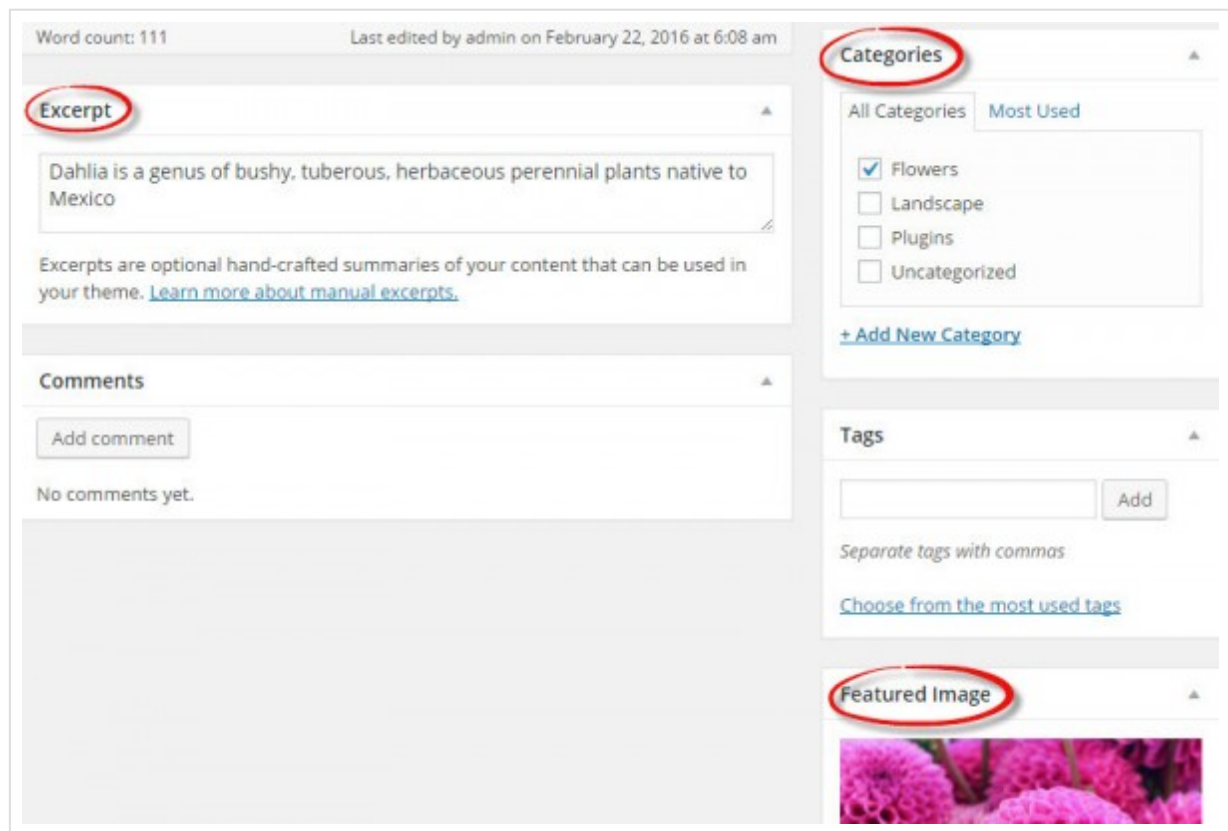 Word count: 111
Last edited by admin on February 22, 2016 at 6:08 am
Excerpt
Dahlia is a genus of bushy, tuberous, herbaceous perennial plants native to
Mexico
Excerpts are optional hand-crafted summaries of your content that can be used in
your theme. Learn more about manual excerpts.
Comments
Add comment
No comments yet.
Categories
All Categories
Most Used
Flowers
Landscape
Plugins
Uncategorized
+ Add New Category
Tags
Add
Separate tags with commas
Choose from the most used tags
Featured Image